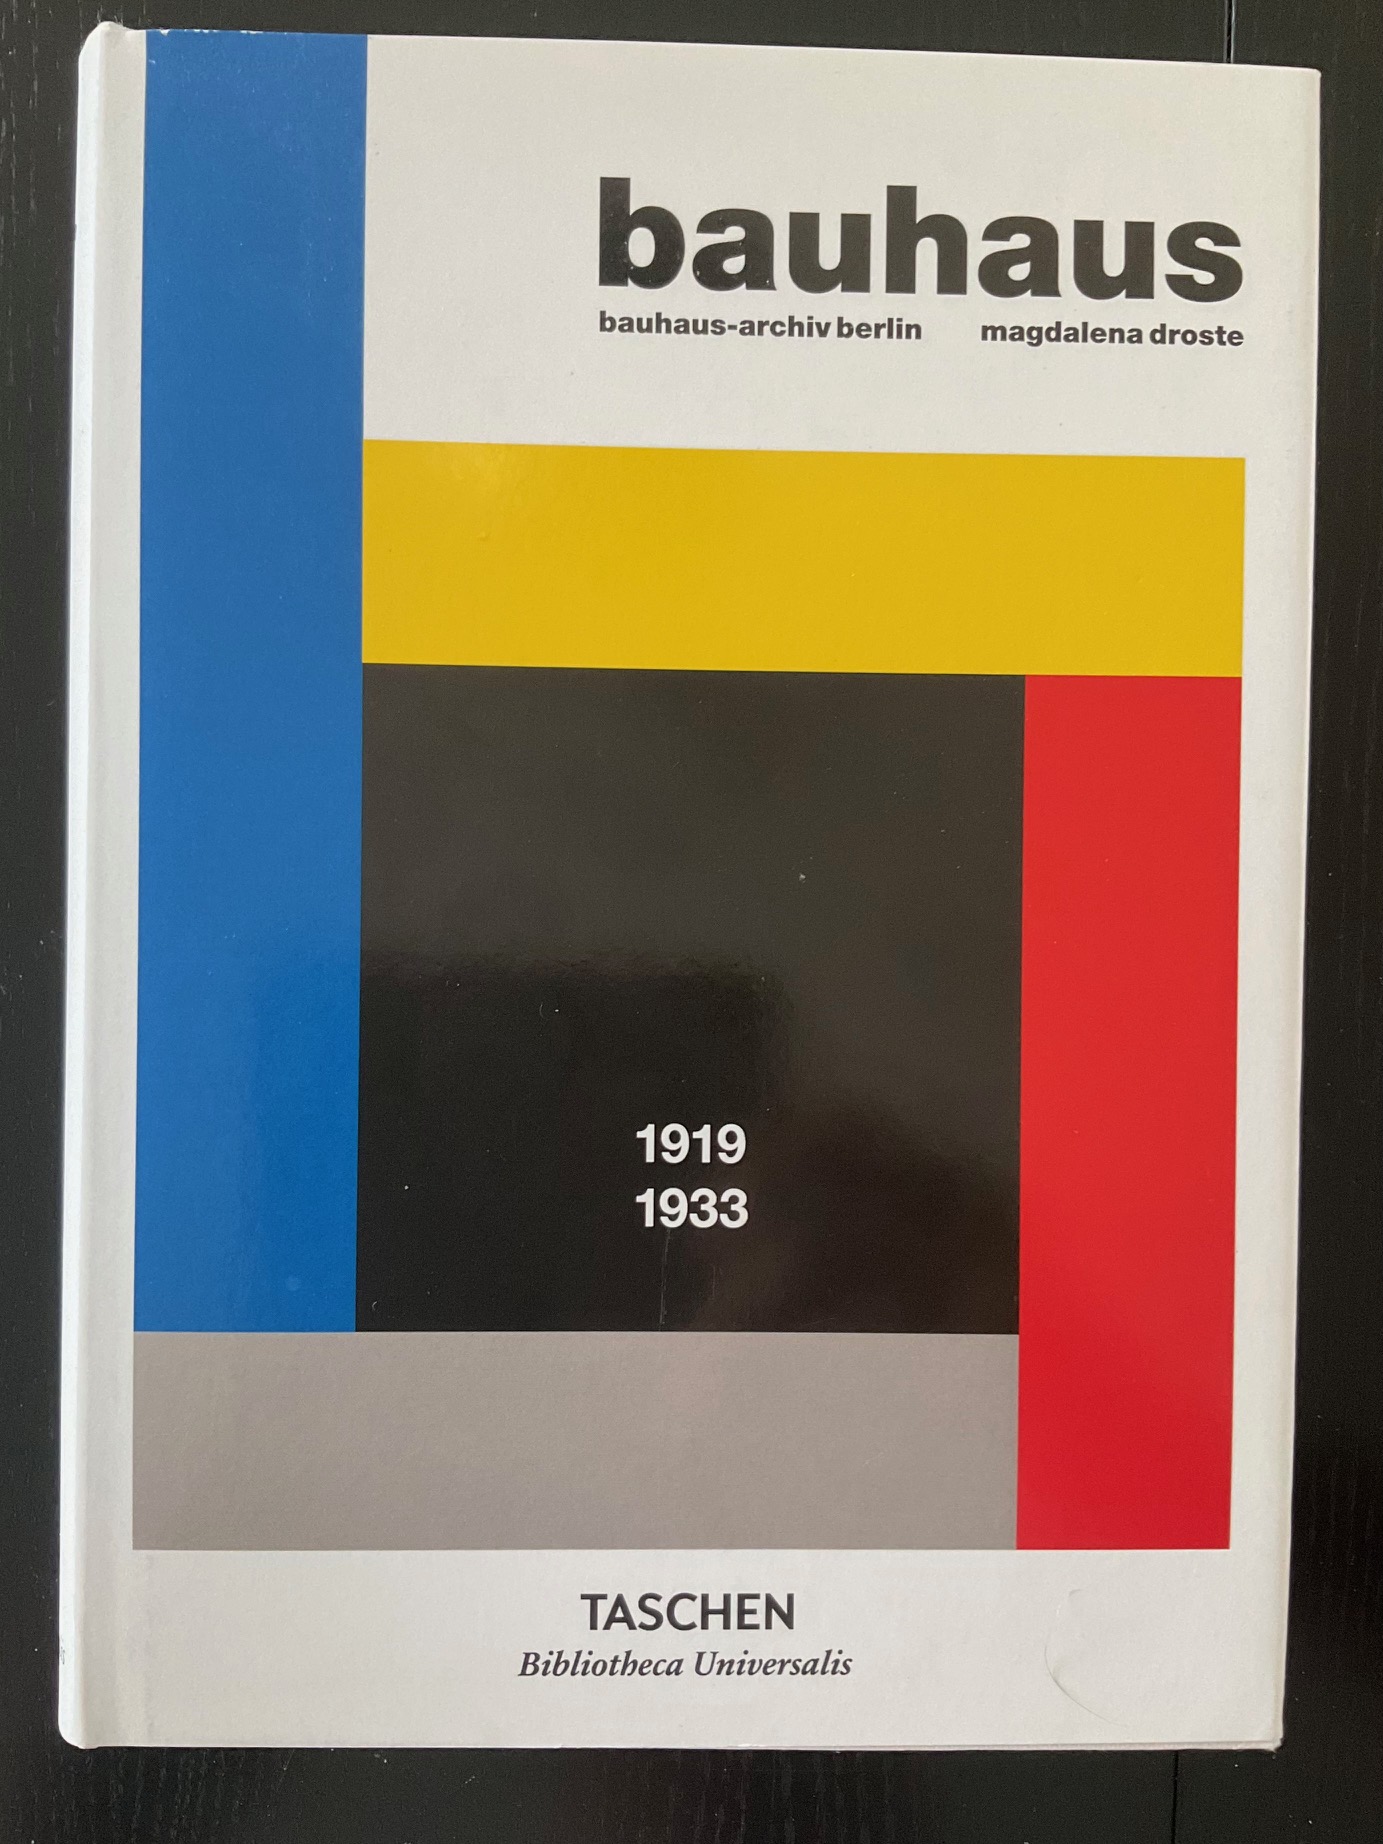 bauhaus
bauhaus-archiv berlin magdalena droste
1919
1933
TASCHEN
Bibliotheca Universalis